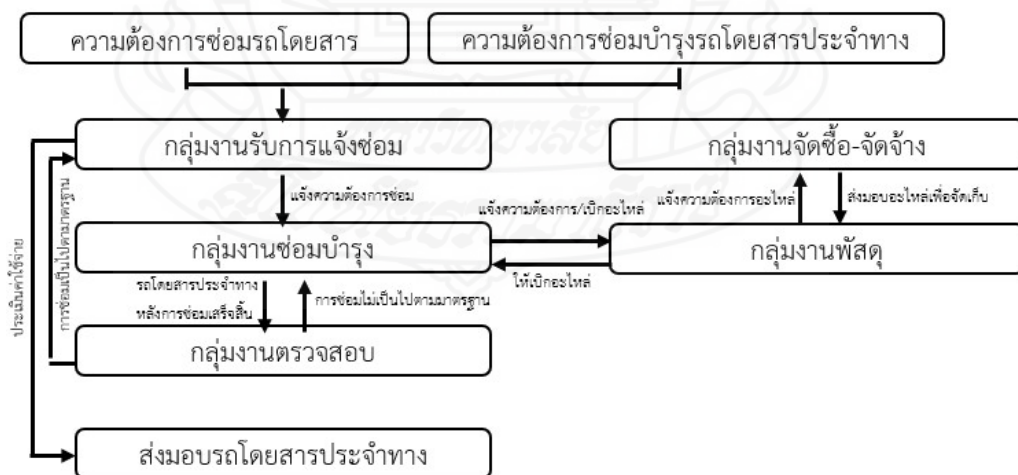 ความต้องการซ่อมรถโดยสาร
ความต้องการซ่อมบำรุงรถโดยสารประจำทาง
กลุ่มงานรับการแจ้งซ่อม
กลุ่มงานจัดซื้อ-จัดจ้าง
แจ้งความต้องการซ่อม
แจ้งความต้องการ/เบิกอะไหล่
แจ้งความต้องการอะไหล่
ส่งมอบอะไหล่เพื่อจัดเก็บ
กลุ่มงานซ่อมบำรุง
กลุ่มงานพัสดุ
ให้เบิกอะไหล่
รถโดยสารประจำทาง
หลังการซ่อมเสร็จสิ้น
การซ่อมไม่เป็นไปตามมาตรฐาน
กลุ่มงานตรวจสอบ
ประเมินค่าใช้จ่าย
การซ่อมเป็นไปตามมาตรฐาน
ส่งมอบรถโดยสารประจำทาง